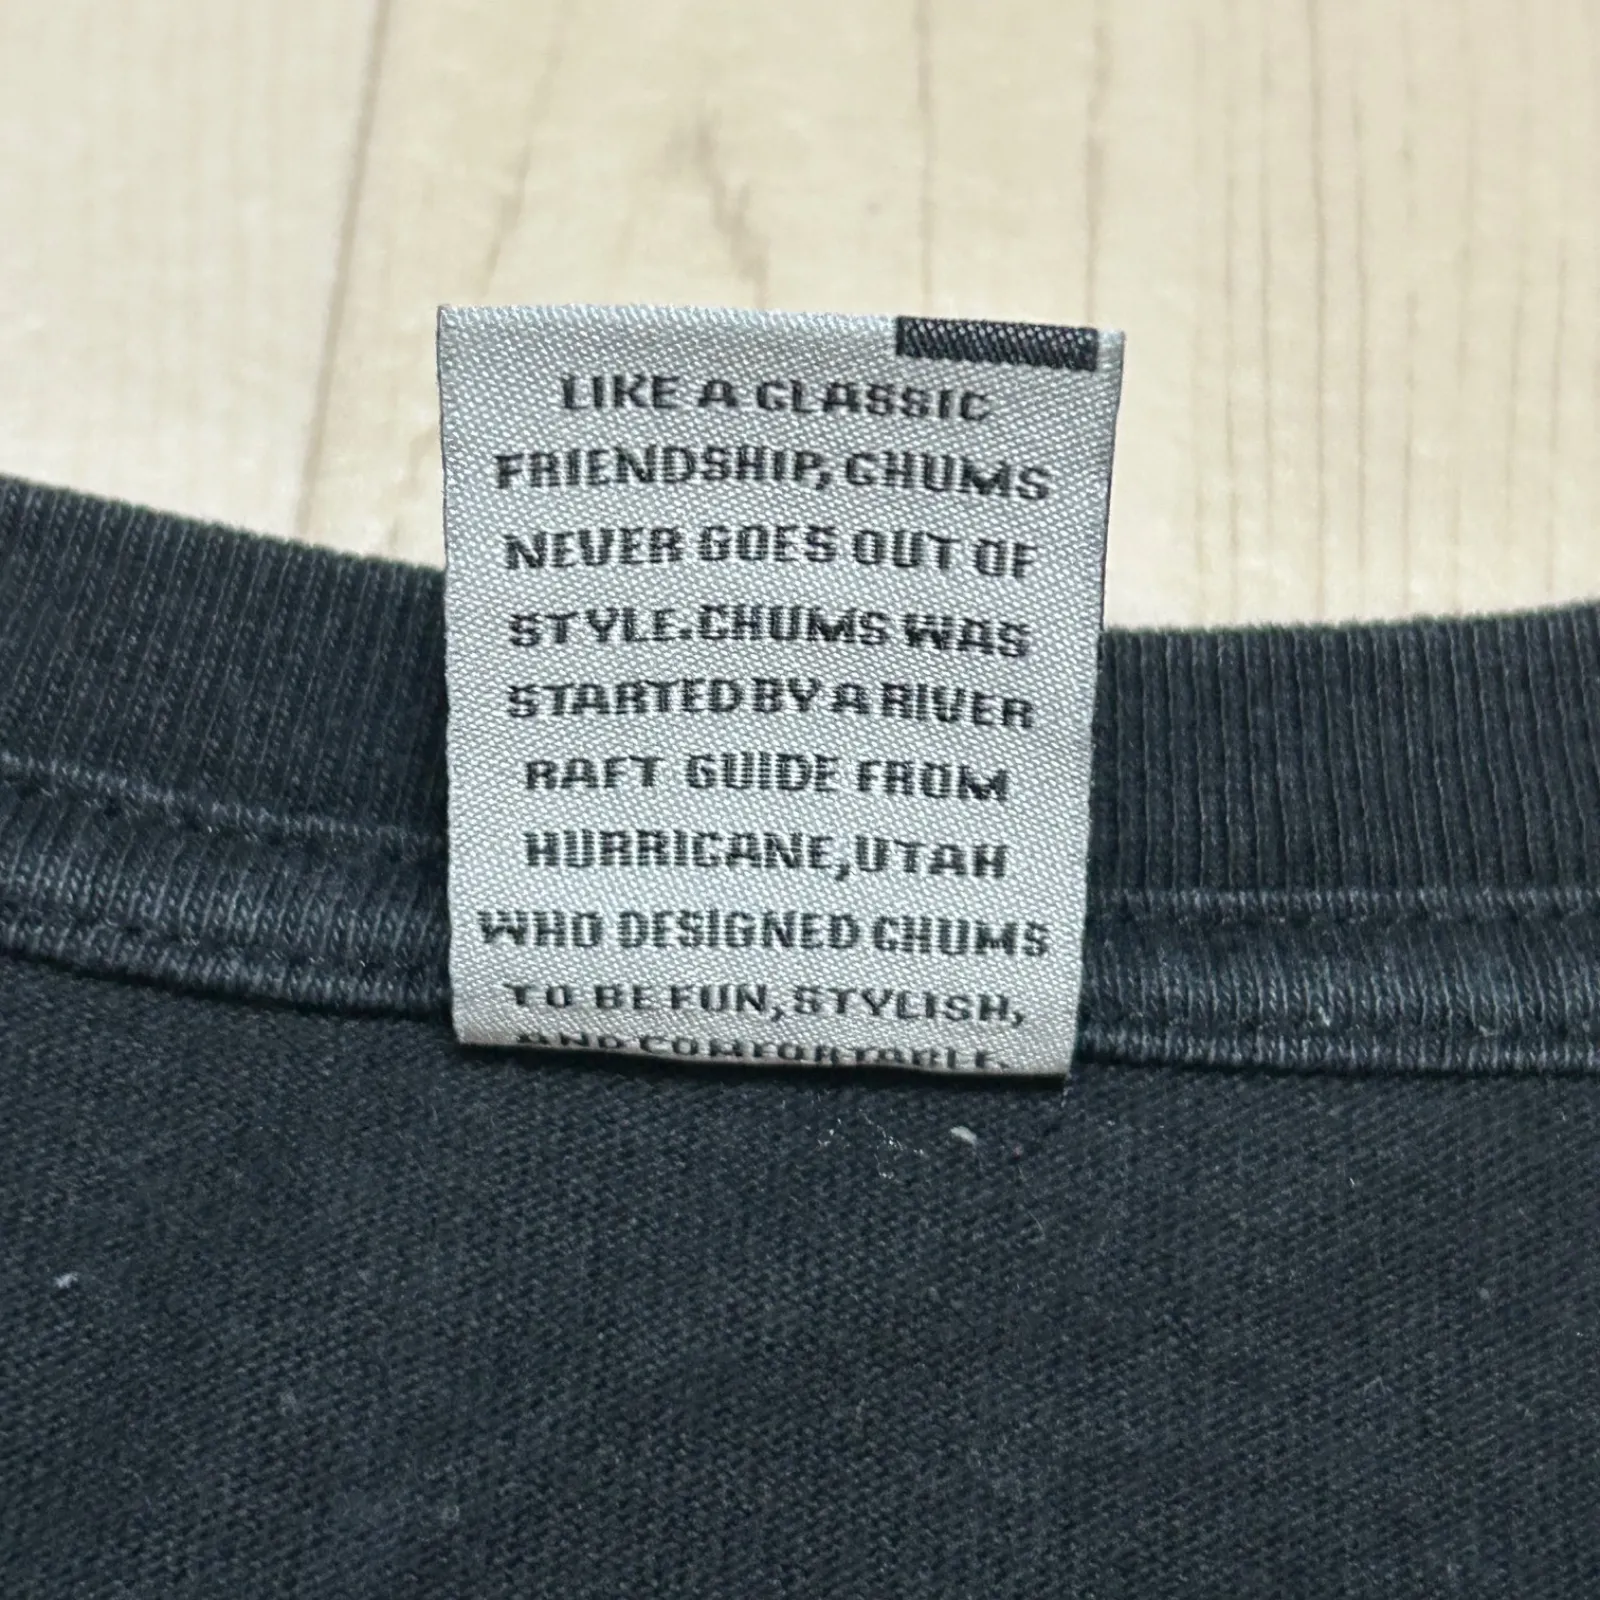 LIKE A CLASSIC
FRIENDSHIP, CHUMS
NEVER GOES OUT OF
STYLE.CHUMS WAS
STARTED BY A RIVER
RAFT GUIDE FROM
HURRICANE,UTAH
WHO DESIGNED CHUMS
TO BE FUN, STYLISH,
AND COMFORTABLE.